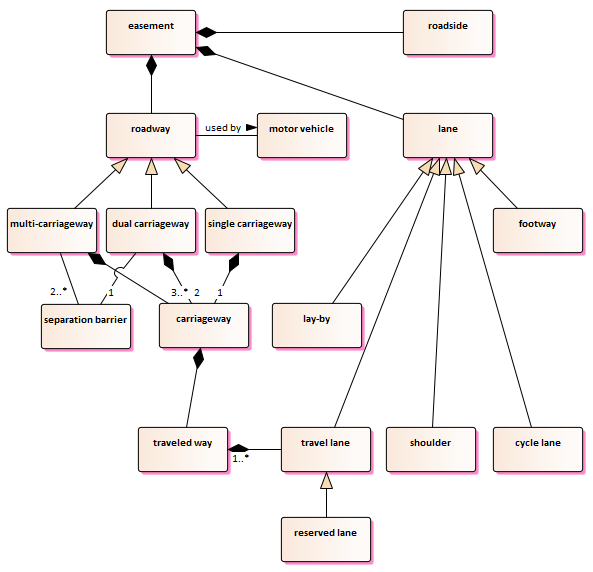 easement
roadside
roadway
used by
motor vehicle
lane
multi-carriageway
dual carriageway
single carriageway
footway
2..*
1
3..*
2
1
separation barrier
carriageway
lay-by
traveled way
1..*
travel lane
shoulder
cycle lane
reserved lane